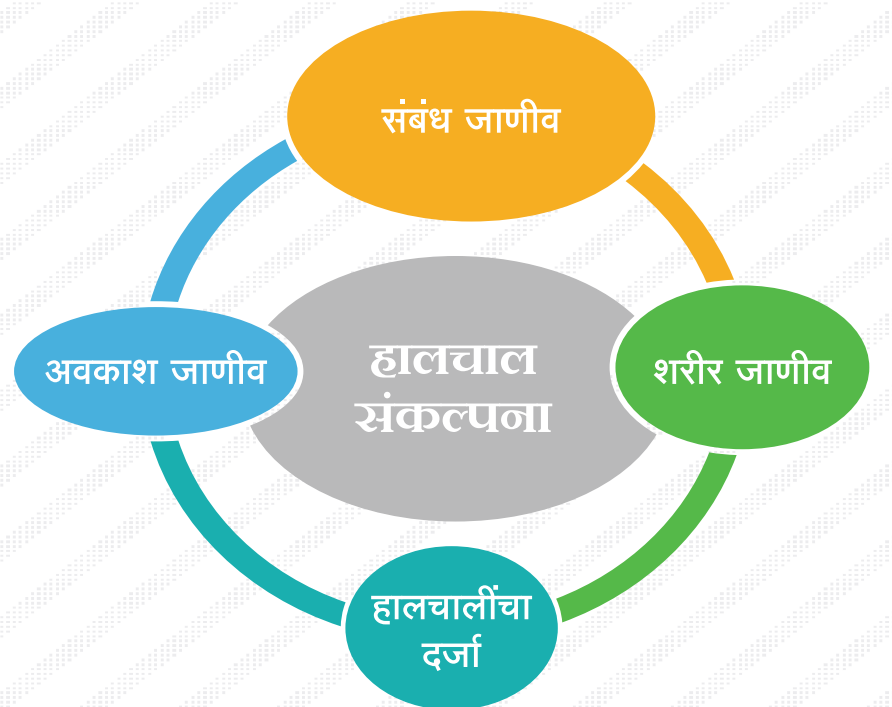 संबंध जाणीव
अवकाश जाणीव
हालचाल
संकल्पना
शरीर जाणीव
हालचालींचा
दर्जा